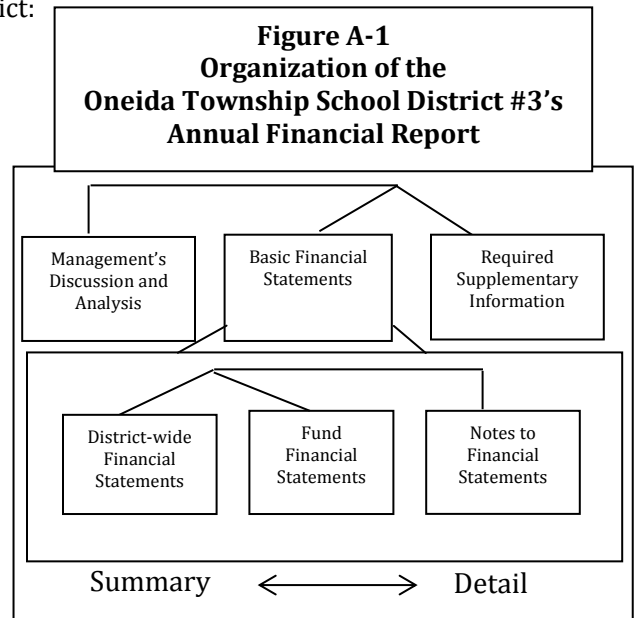 ict:
Figure A-1
Organization of the
Oneida Township School District #3’s
Annual Financial Report
Management’s
Discussion and
Analysis
Basic Financial
Statements
Required
Supplementary
Information
District-wide
Financial
Statements
Fund
Financial
Statements
Notes to
Financial
Statements
Summary Detail